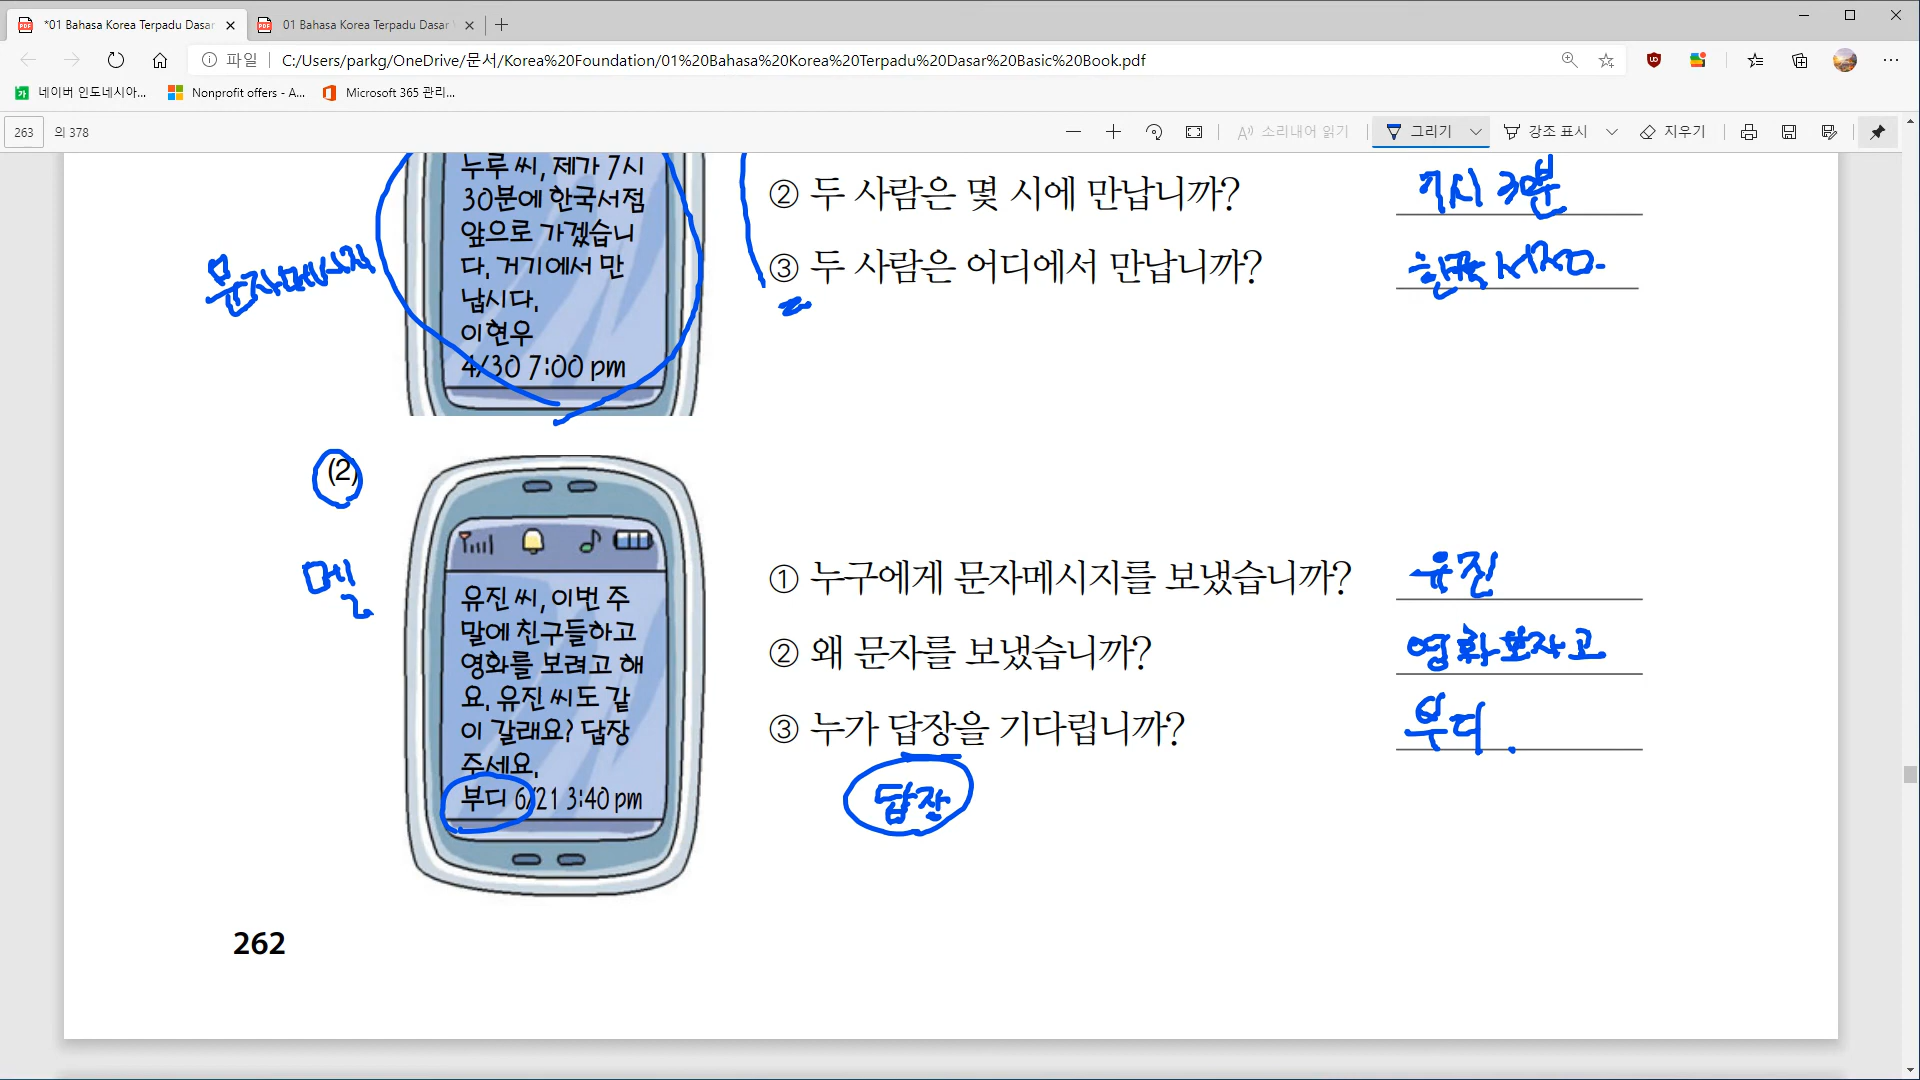 *01 Bahasa Korea Terpadu Dasar
01 Bahasa Korea Terpadu Dasar
파일
C:/Users/parkg/OneDrive/문서/Korea%20Foundation/01%20Bahasa%20Korea%20Terpadu%20Dasar%20Basic%20Book.pdf
네이버 인도네시아...
Nonprofit offers - A...
Microsoft 365 관리...
263 의 378
소리내어 읽기
그리기
강조 표시
지우기
누루 씨, 제가 7시
30분에 한국서점
앞으로 가겠습니
다. 거기에서 만
납시다.
이현우
4/30 7:00 pm
문자메시지
② 두 사람은 몇 시에 만납니까?
7시 30분
③ 두 사람은 어디에서 만납니까?
한국서점.
(2)
메일
유진 씨, 이번 주
말에 친구들하고
영화를 보려고 해
요. 유진 씨도 같
이 갈래요? 답장
주세요.
부디 6/21 3:40 pm
① 누구에게 문자메시지를 보냈습니까?
유진
② 왜 문자를 보냈습니까?
영화보자고
③ 누가 답장을 기다립니까?
부디.
답장
262